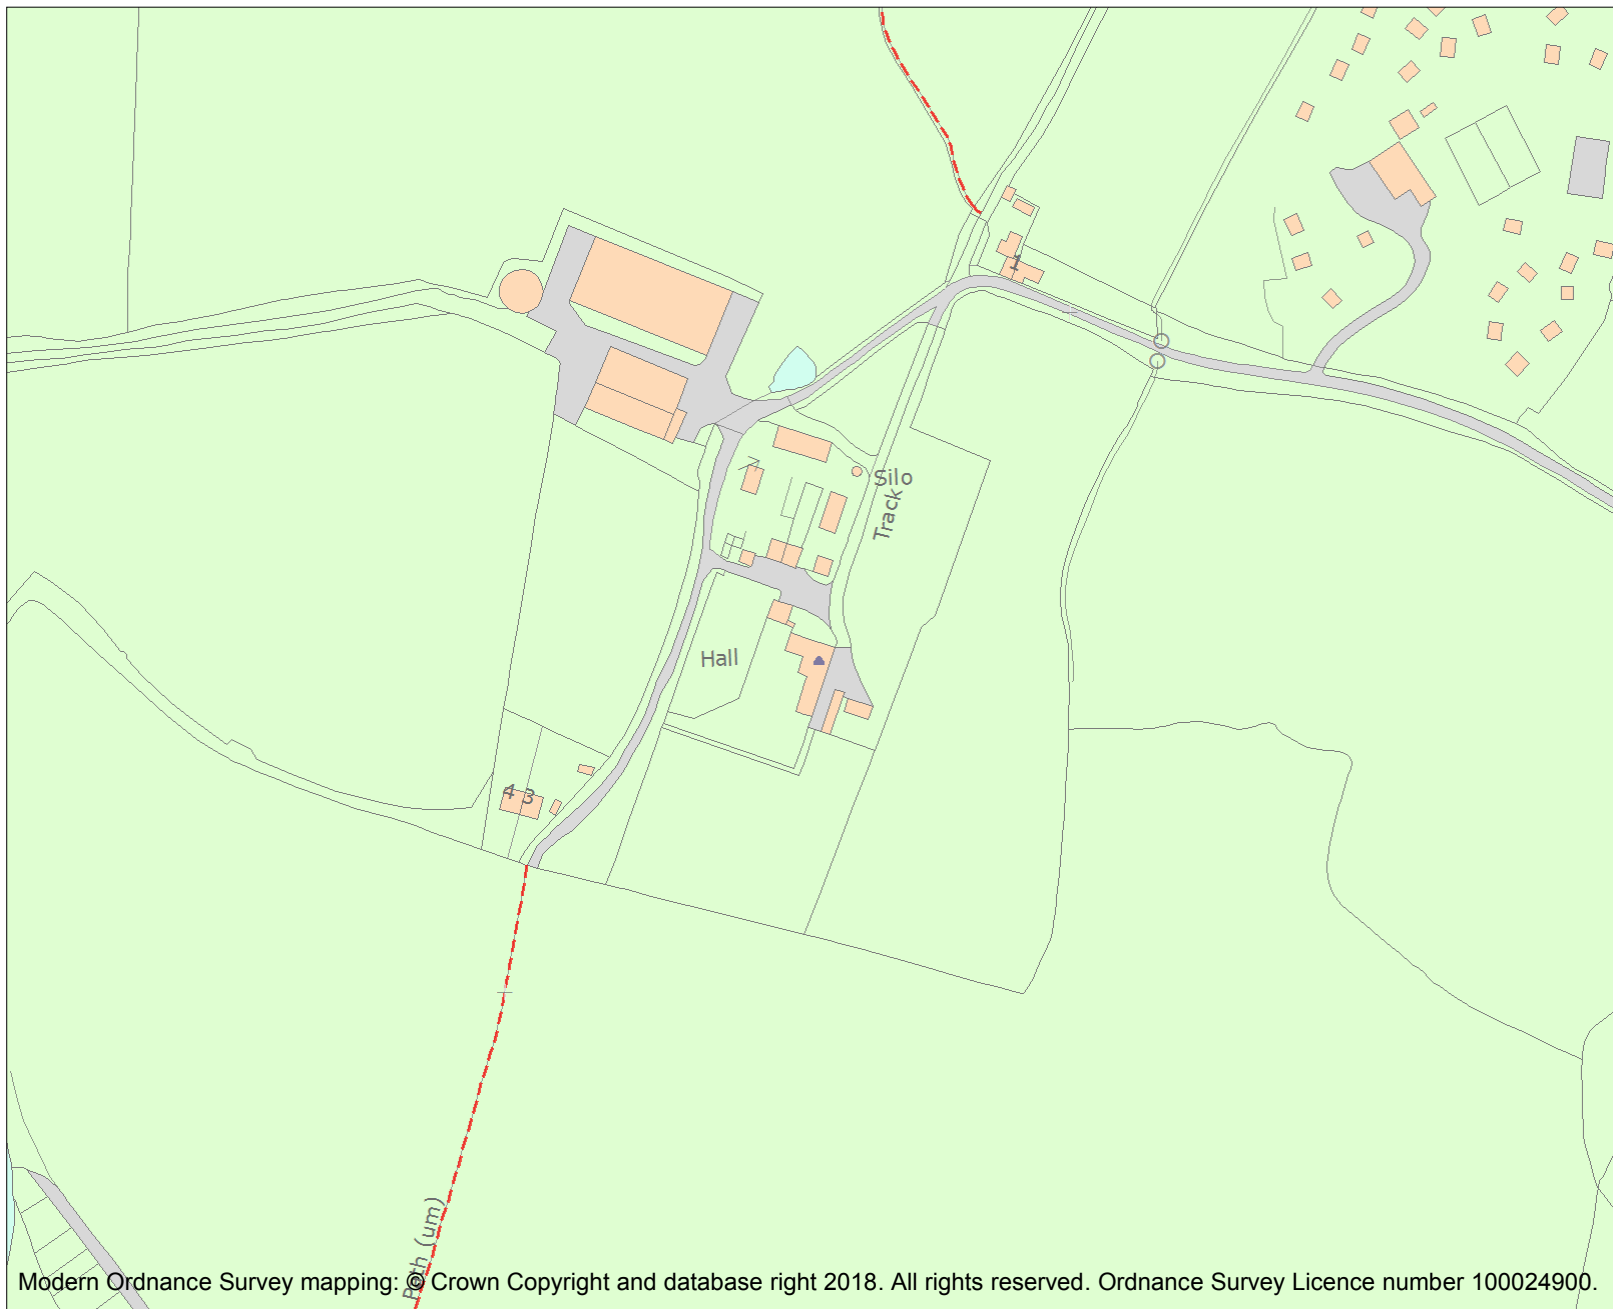 1
Silo
Track
Hall
4 3
Path (um)
Modern Ordnance Survey mapping: © Crown Copyright and database right 2018. All rights reserved. Ordnance Survey Licence number 100024900.